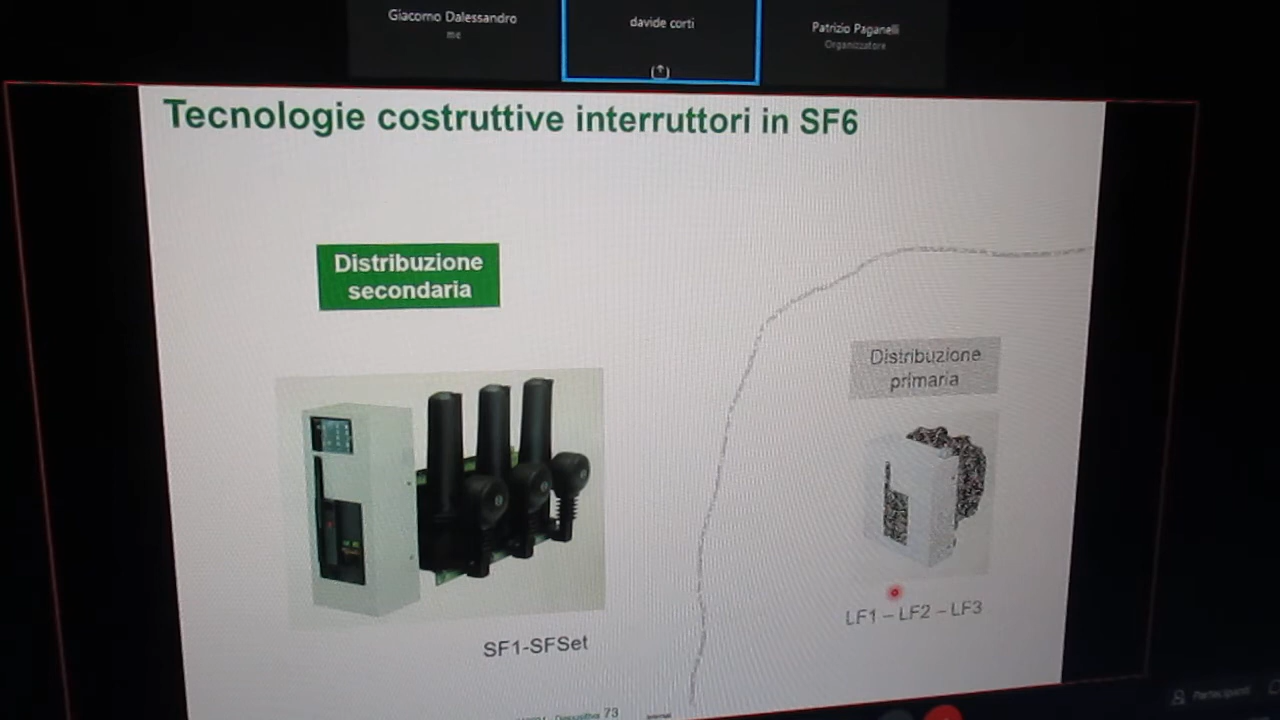 Giacomo Dalessandro
me
davide corti
Patrizio Paganelli
Organizzatore
Tecnologie costruttive interruttori in SF6
Distribuzione
secondaria
Distribuzione
primaria
LF1 – LF2 – LF3
SF1-SFSet
73
Partecipanti